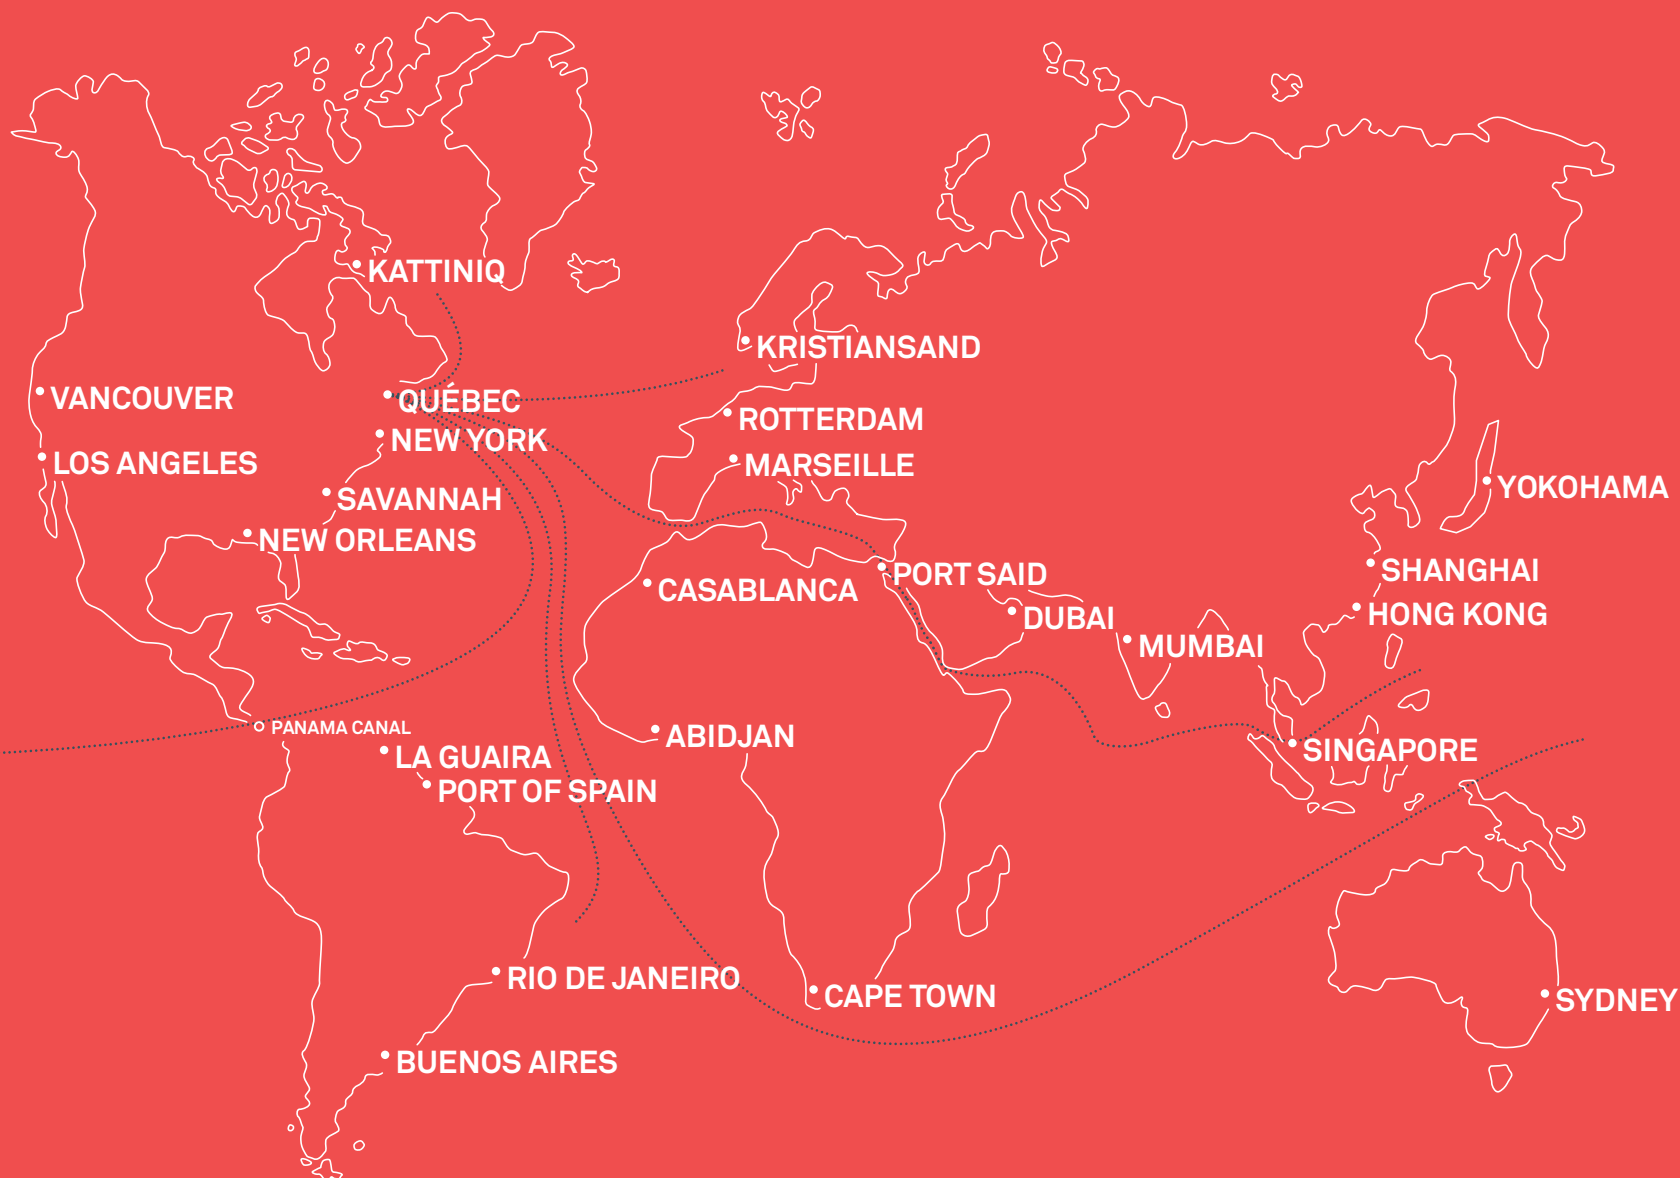 KATTINIQ
KRISTIANSAND
VANCOUVER
QUÉBEC
ROTTERDAM
NEW YORK
LOS ANGELES
MARSEILLE
YOKOHAMA
SAVANNAH
NEW ORLEANS
SHANGHAI
PORT SAID
CASABLANCA
HONG KONG
DUBAI
MUMBAI
PANAMA CANAL
ABIDJAN
SINGAPORE
LA GUAIRA
PORT OF SPAIN
RIO DE JANEIRO
CAPE TOWN
SYDNEY
BUENOS AIRES